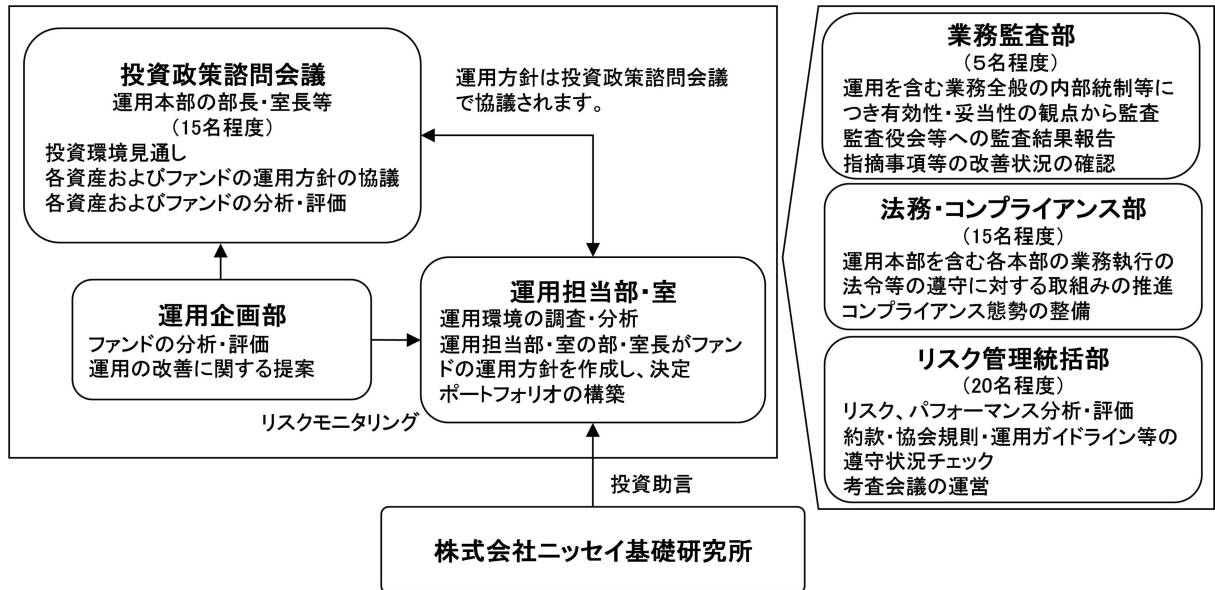 投資政策諮問会議
運用本部の部長・室長等
（15名程度）
投資環境見通し
各資産およびファンドの運用方針の協議
各資産およびファンドの分析・評価
運用方針は投資政策諮問会議
で協議されます。
運用企画部
ファンドの分析・評価
運用の改善に関する提案
リスクモニタリング
運用担当部・室
運用環境の調査・分析
運用担当部・室の部・室長がファン
ドの運用方針を作成し、決定
ポートフォリオの構築
投資助言
株式会社ニッセイ基礎研究所
業務監査部
（５名程度）
運用を含む業務全般の内部統制等に
つき有効性・妥当性の観点から監査
監査役会等への監査結果報告
指摘事項等の改善状況の確認
法務・コンプライアンス部
（15名程度）
運用本部を含む各本部の業務執行の
法令等の遵守に対する取組みの推進
コンプライアンス態勢の整備
リスク管理統括部
（20名程度）
リスク、パフォーマンス分析・評価
約款・協会規則・運用ガイドライン等の
遵守状況チェック
考査会議の運営